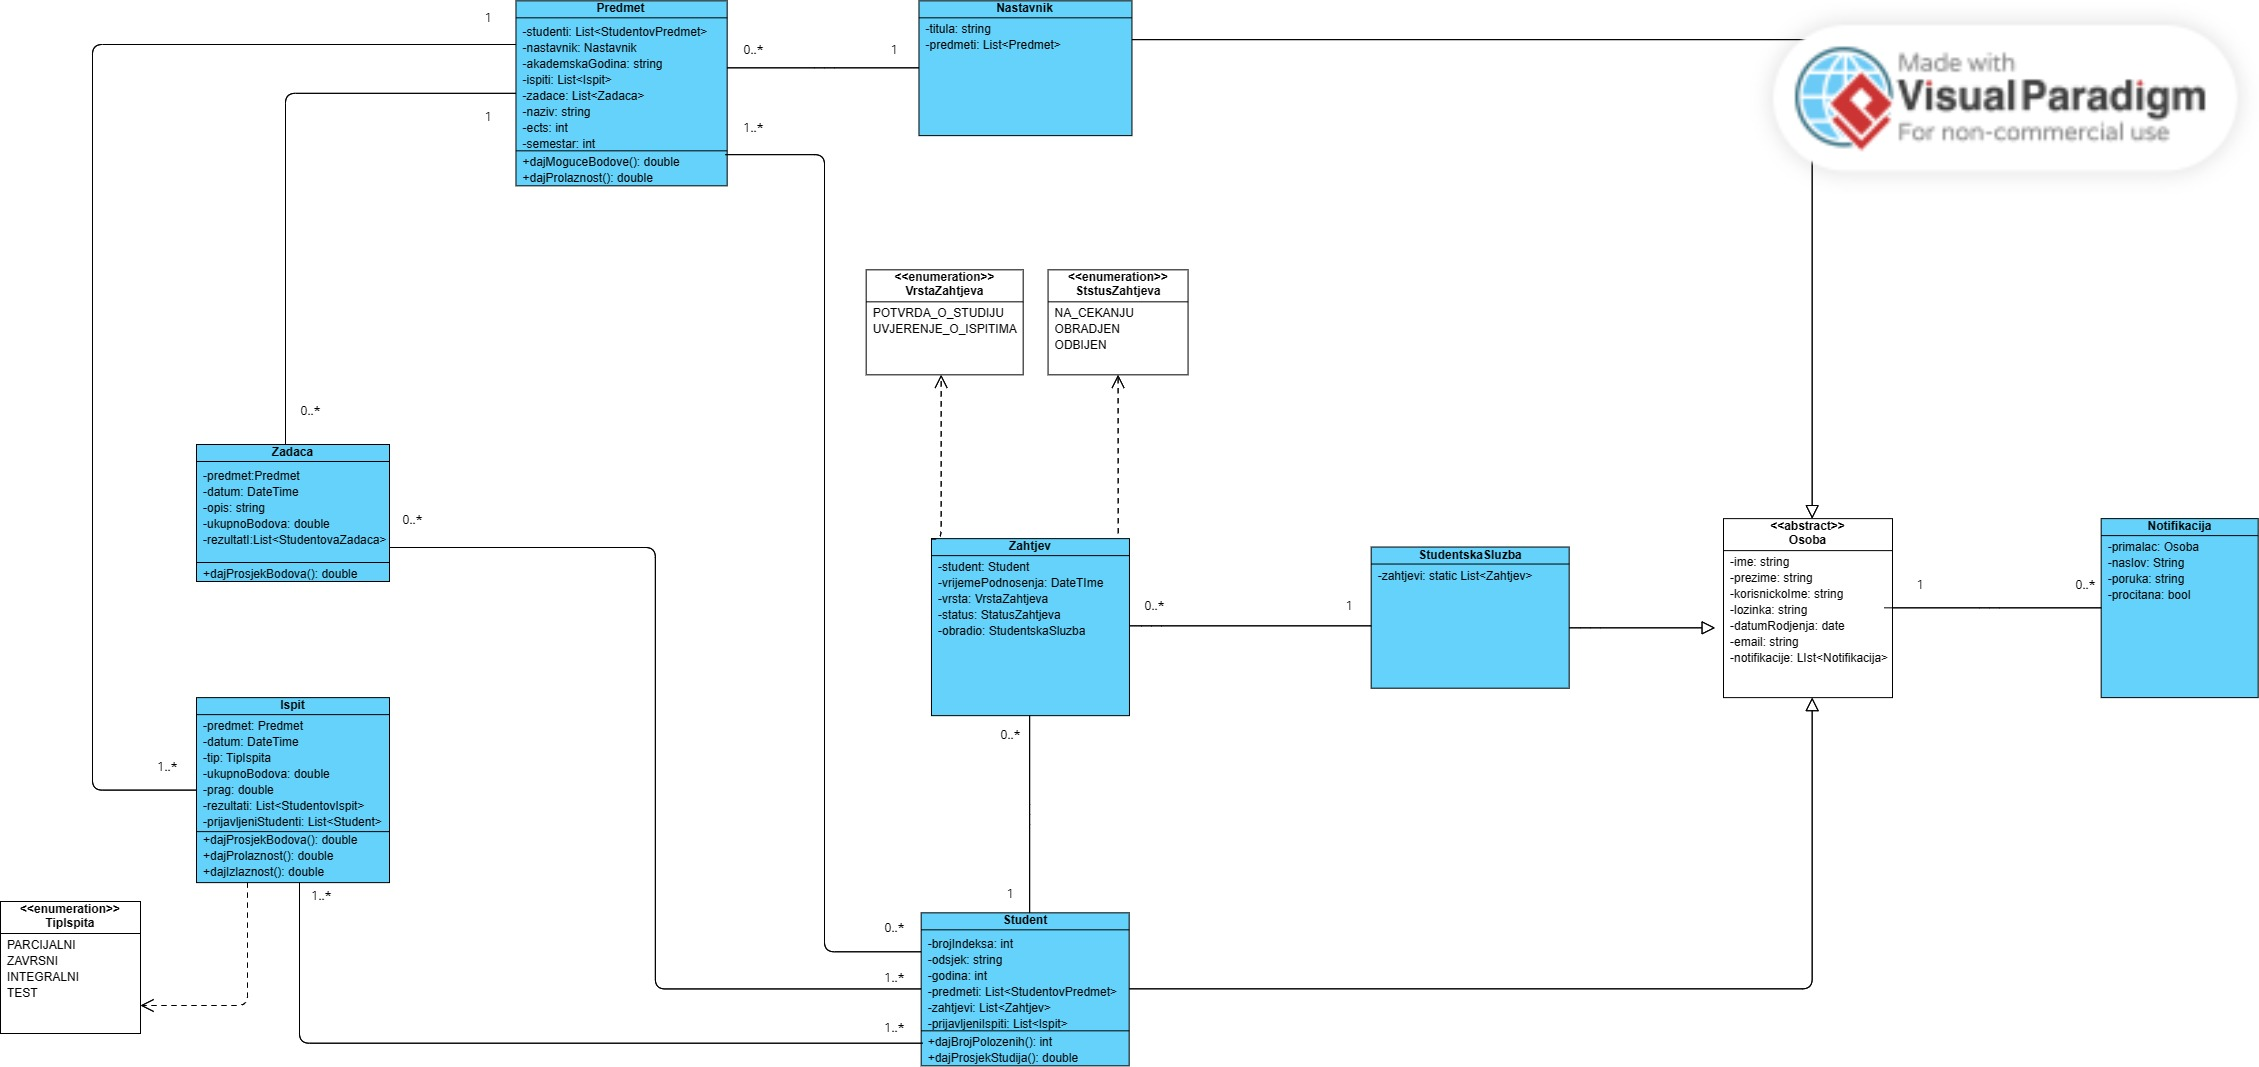 Predmet
-studenti: List<StudentovPredmet>
-nastavnik: Nastavnik
-akademskaGodina: string
-ispiti: List<Ispit>
-zadace: List<Zadaca>
-naziv: string
-ects: int
-semestar: int
+dajMoguceBodove(): double
+dajProlaznost(): double
1
1
0..*
1
1..*
Nastavnik
-titula: string
-predmeti: List<Predmet>
Made with
Visual Paradigm
For non-commercial use
<<enumeration>>
VrstaZahtjeva
POTVRDA_O_STUDIJU
UVJERENJE_O_ISPITIMA
<<enumeration>>
StstusZahtjeva
NA_CEKANJU
OBRADJEN
ODBIJEN
0..*
Zadaca
-predmet:Predmet
-datum: DateTime
-opis: string
-ukupnoBodova: double
-rezultatI:List<StudentovaZadaca>
+dajProsjekBodova(): double
0..*
Zahtjev
-student: Student
-vrijemePodnosenja: DateTIme
-vrsta: VrstaZahtjeva
-status: StatusZahtjeva
-obradio: StudentskaSluzba
0..*
1
StudentskaSluzba
-zahtjevi: static List<Zahtjev>
<<abstract>>
Osoba
-ime: string
-prezime: string
-korisnickoIme: string
-lozinka: string
-datumRodjenja: date
-email: string
-notifikacije: LIst<Notifikacija>
1
0..*
Notifikacija
-primalac: Osoba
-naslov: String
-poruka: string
-procitana: bool
Ispit
-predmet: Predmet
-datum: DateTime
-tip: TipIspita
-ukupnoBodova: double
-prag: double
-rezultati: List<StudentovIspit>
-prijavljeniStudenti: List<Student>
+dajProsjekBodova(): double
+dajProlaznost(): double
+dajIzlaznost(): double
1..*
1..*
0..*
1
<<enumeration>>
TipIspita
PARCIJALNI
ZAVRSNI
INTEGRALNI
TEST
0..*
1..*
1..*
Student
-brojIndeksa: int
-odsjek: string
-godina: int
-predmeti: List<StudentovPredmet>
-zahtjevi: List<Zahtjev>
-prijavljeniIspiti: List<Ispit>
+dajBrojPolozenih(): int
+dajProsjekStudija(): double